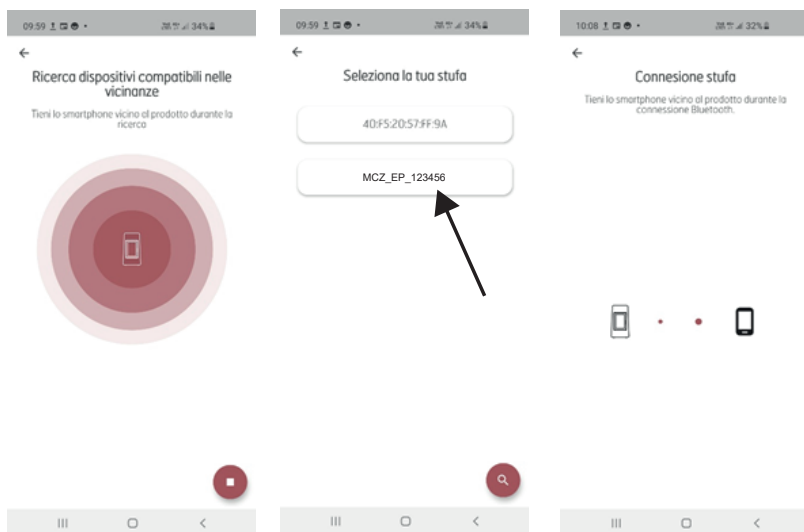 09:59
34%
Ricerca dispositivi compatibili nelle
vicinanze
Tieni lo smartphone vicino al prodotto durante la
ricerca
09:59
34%
Seleziona la tua stufa
40:F5:20:57:FF:9A
MCZ_EP_123456
10:08
32%
Connesione stufa
Tieni lo smartphone vicino al prodotto durante la
connessione Bluetooth.